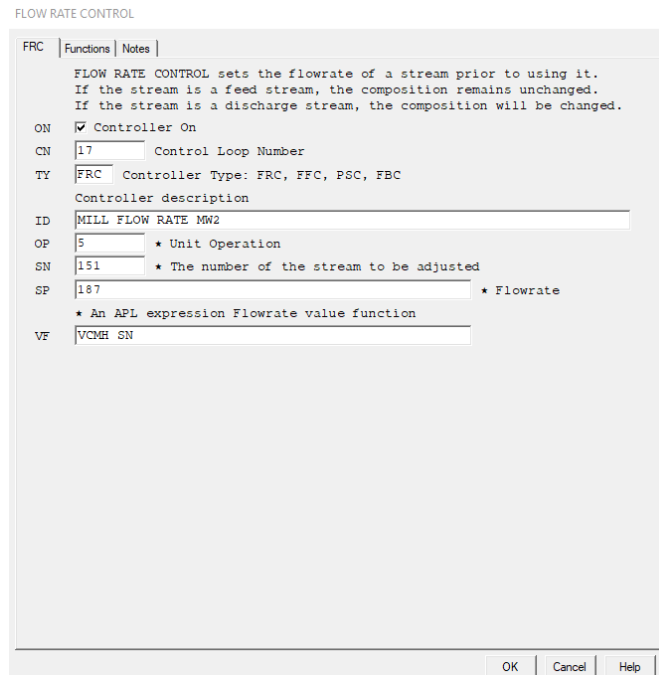 FLOW RATE CONTROL
FRC Functions Notes
FLOW RATE CONTROL sets the flowrate of a stream prior to using it.
If the stream is a feed stream, the composition remains unchanged.
If the stream is a discharge stream, the composition will be changed.
ON Controller On
CN 17 Control Loop Number
TY FRC Controller Type: FRC, FFC, PSC, FBC
Controller description
ID MILL FLOW RATE MW2
OP 5 * Unit Operation
SN 151 * The number of the stream to be adjusted
SP 187 * Flowrate
* An APL expression Flowrate value function
VF VCMH SN
OK Cancel Help